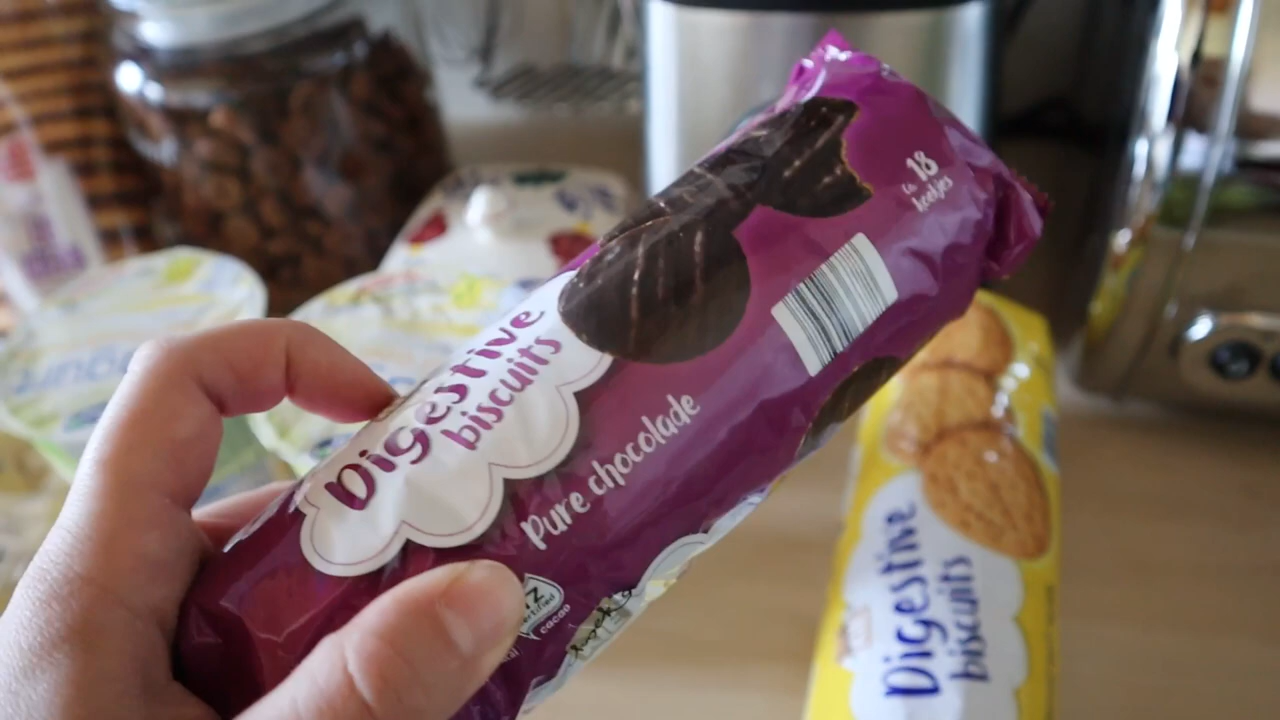 Digestive
biscuits
Pure chocolade
ca. 18
koekjes
cacao
Digestive
biscuits